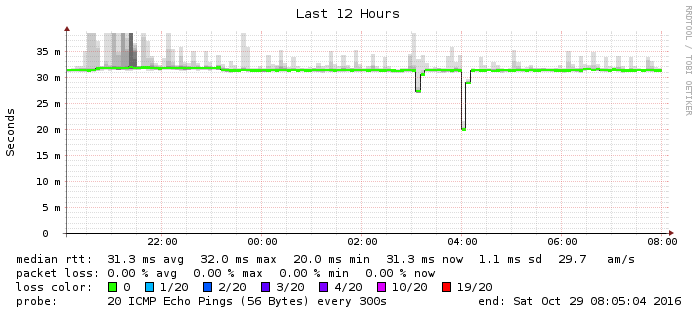 Last 12 Hours
RRDTOOL / TOBI OETIKER
Seconds
35 m
30 m
25 m
20 m
15 m
10 m
5 m
0
22:00 00:00 02:00 04:00 06:00 08:00
median rtt: 31.3 ms avg 32.0 ms max 20.0 ms min 31.3 ms now 1.1 ms sd 29.7 am/s
packet loss: 0.00 % avg 0.00 % max 0.00 % min 0.00 % now
loss color: 0 1/20 2/20 3/20 4/20 10/20 19/20
probe: 20 ICMP Echo Pings (56 Bytes) every 300s end: Sat Oct 29 08:05:04 2016